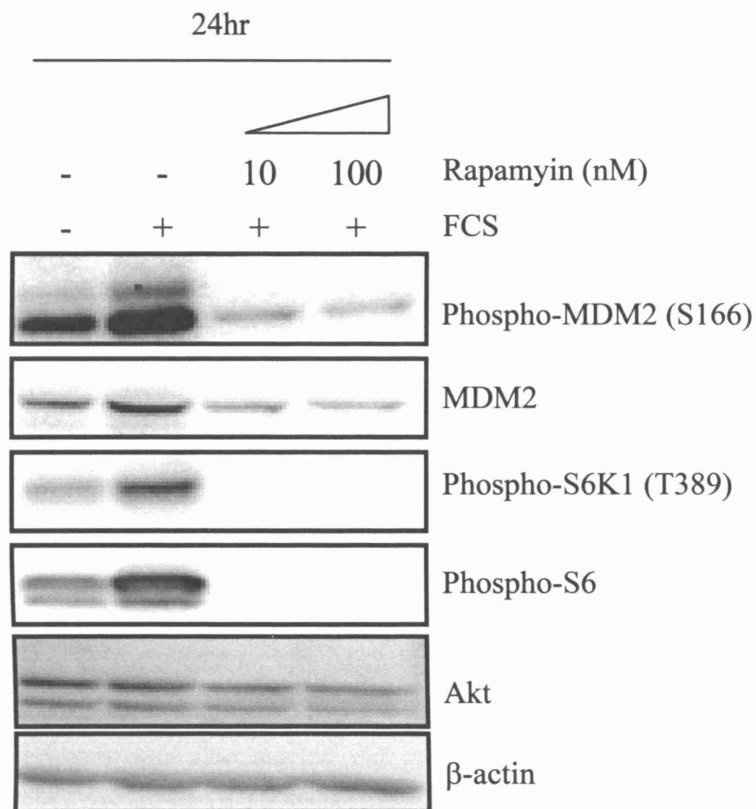 24hr
- - 10 100 Rapamyin (nM)
- + + + FCS
Phospho-MDM2 (S166)
MDM2
Phospho-S6K1 (T389)
Phospho-S6
Akt
β-actin